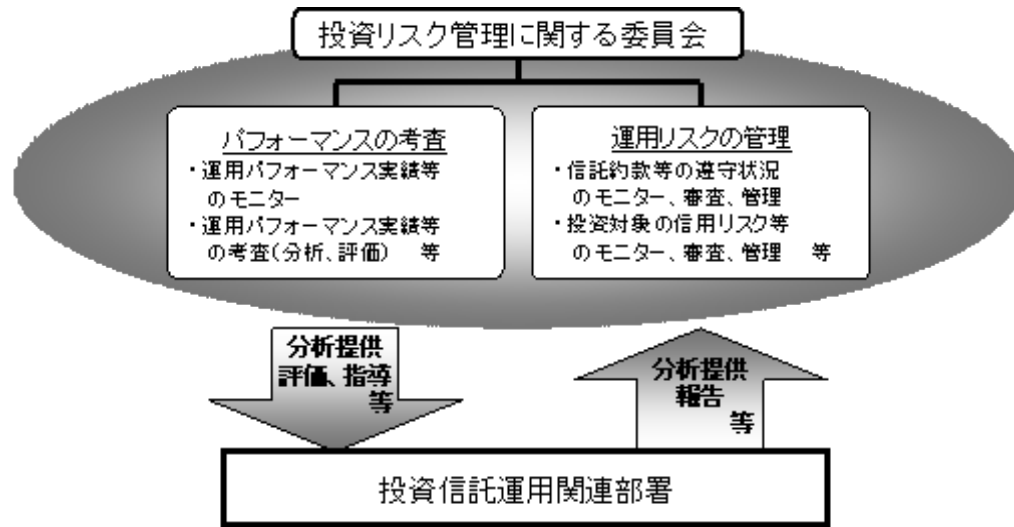 投資リスク管理に関する委員会
パフォーマンスの考査
・運用パフォーマンス実績等
のモニター
・運用パフォーマンス実績等
の考査(分析、評価) 等
運用リスクの管理
・信託約款等の遵守状況
のモニター、審査、管理
・投資対象の信用リスク等
のモニター、審査、管理 等
分析提供
評価、指導
等
分析提供
報告
等
投資信託運用関連部署